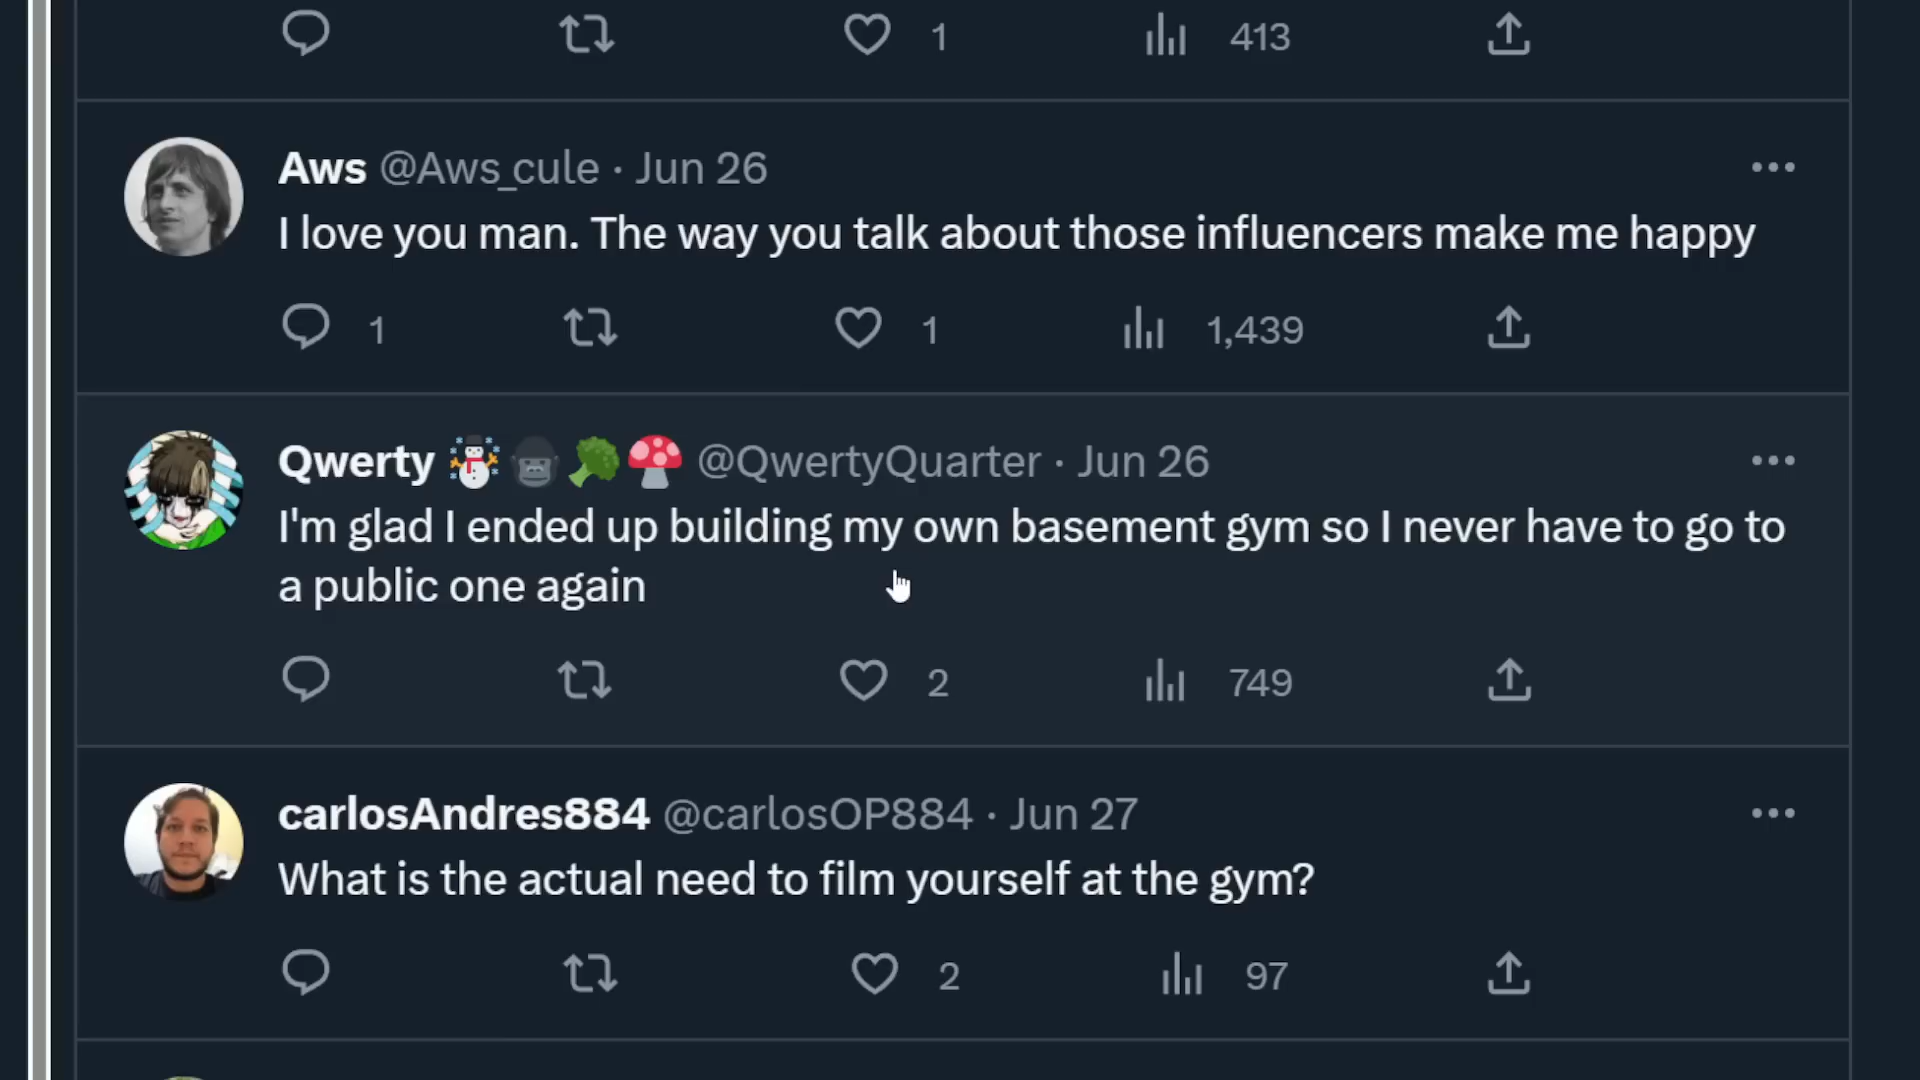 1 413
Aws @Aws_cule · Jun 26
I love you man. The way you talk about those influencers make me happy
1 1 1,439
Qwerty ☃️🦍🥦🍄 @QwertyQuarter · Jun 26
I'm glad I ended up building my own basement gym so I never have to go to
a public one again
2 749
carlosAndres884 @carlosOP884 · Jun 27
What is the actual need to film yourself at the gym?
2 97